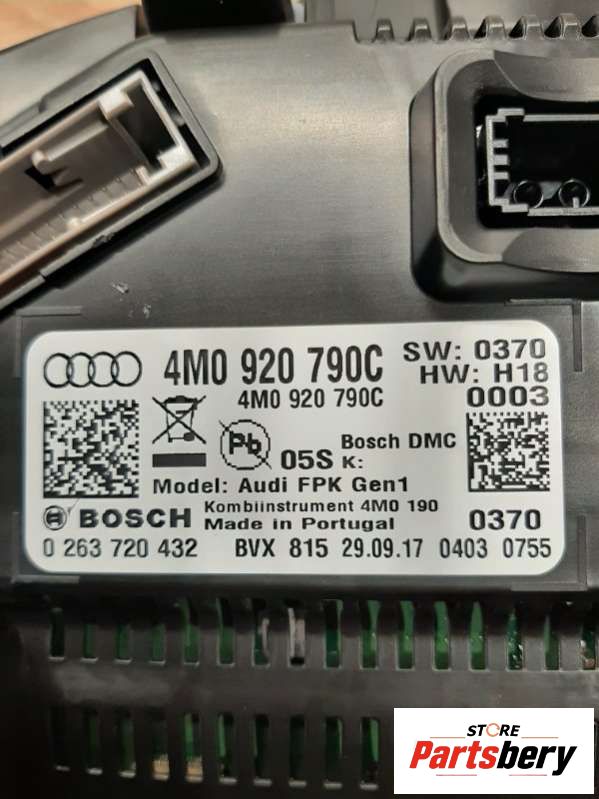 4M0 920 790C SW: 0370
HW: H18
4M0 920 790C 0003
Pb 05S Bosch DMC
K:
Model: Audi FPK Gen1
BOSCH Kombiinstrument 4M0 190
Made in Portugal 0370
0 263 720 432 BVX 815 29.09.17 0403 0755
STORE
Partsbery